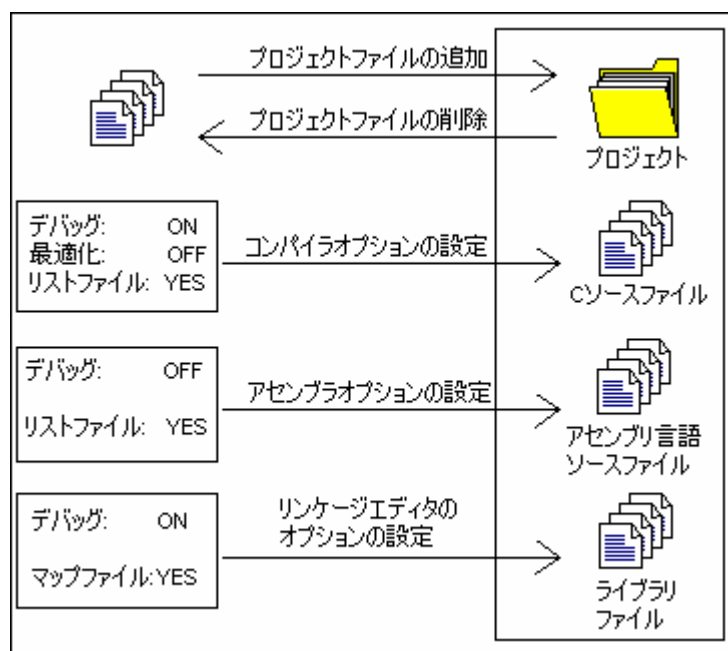 プロジェクトファイルの追加
プロジェクトファイルの削除
プロジェクト
デバッグ: ON
最適化: OFF
リストファイル: YES
コンパイラオプションの設定
Cソースファイル
デバッグ: OFF
リストファイル: YES
アセンブラオプションの設定
アセンブリ言語
ソースファイル
デバッグ: ON
マップファイル:YES
リンケージエディタの
オプションの設定
ライブラリ
ファイル